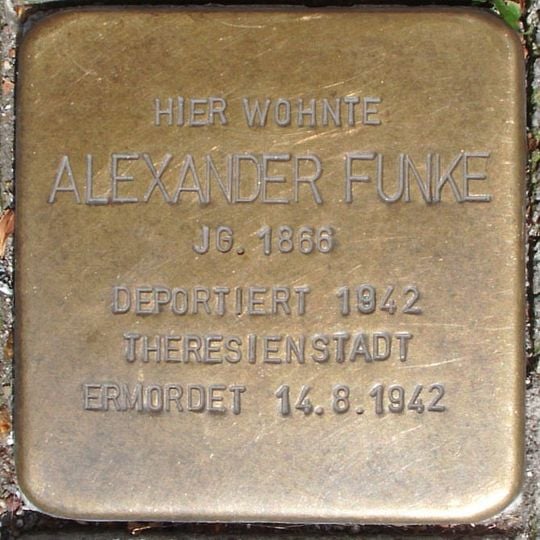 HIER WOHNTE
ALEXANDER FUNKE
JG. 1866
DEPORTIERT 1942
THERESIENSTADT
ERMORDET 14.8.1942